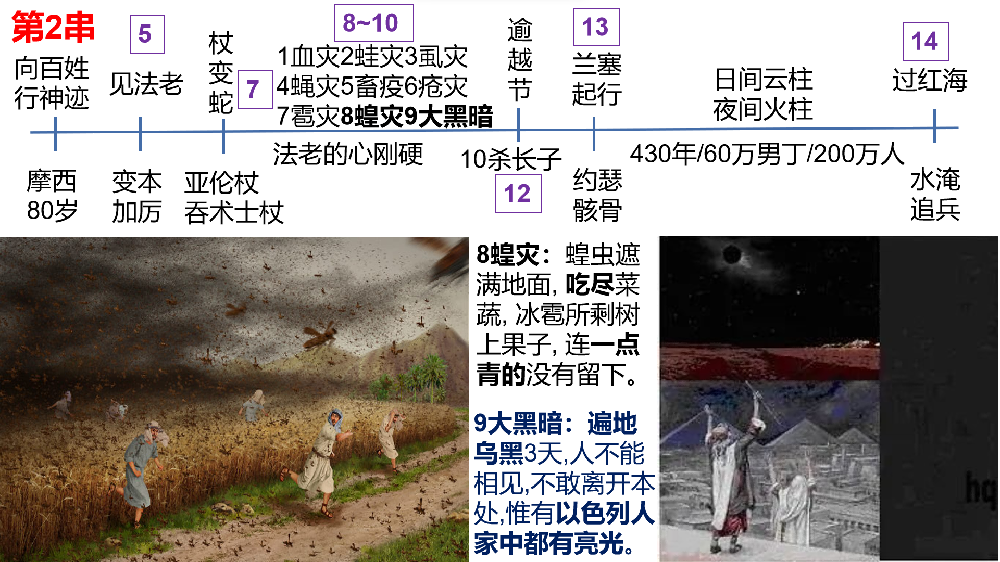 第2串
向百姓
行神迹
5
见法老
杖
变
蛇
7
8~10
1血灾2蛙灾3虱灾
4蝇灾5畜疫6疮灾
7雹灾8蝗灾9大黑暗
逾
越
节
13
兰塞
起行
日间云柱
夜间火柱
14
过红海
摩西
80岁
变本
加厉
亚伦杖
吞术士杖
法老的心刚硬
10杀长子
12
约瑟
骸骨
430年/60万男丁/200万人
水淹
追兵
8蝗灾：蝗虫遮
满地面, 吃尽菜
蔬, 冰雹所剩树
上果子, 连一点
青的没有留下。
9大黑暗：遍地
乌黑3天,人不能
相见,不敢离开本
处,惟有以色列人
家中都有亮光。
hq